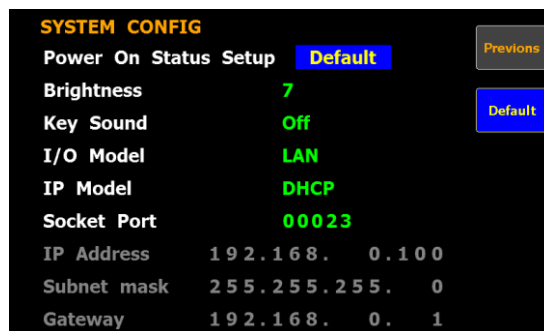 SYSTEM CONFIG
Power On Status Setup Default
Brightness 7
Key Sound Off
I/O Model LAN
IP Model DHCP
Socket Port 00023
IP Address 192.168. 0.100
Subnet mask 255.255.255. 0
Gateway 192.168. 0. 1
Previons
Default